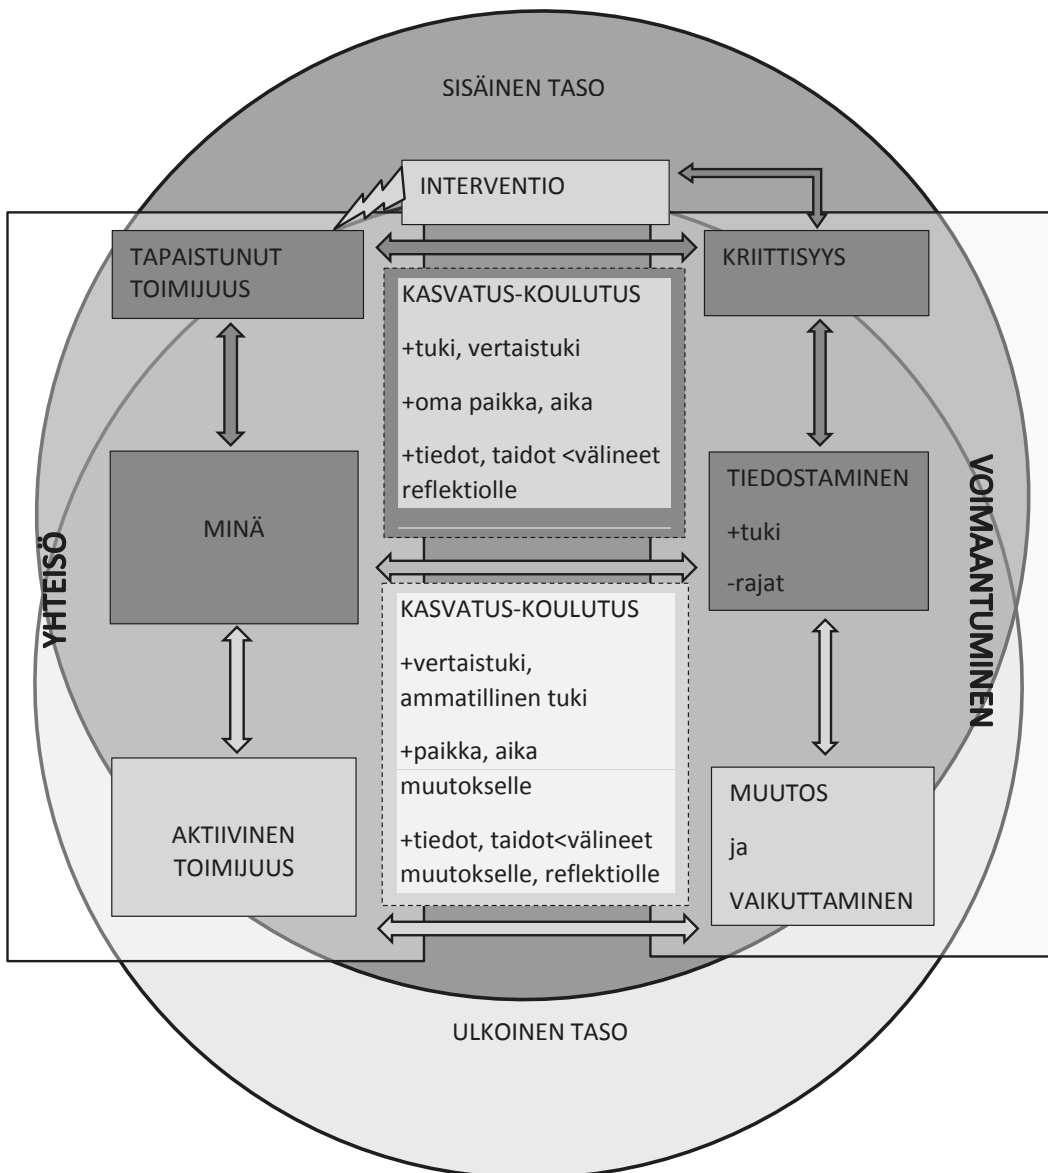 SISÄINEN TASO
INTERVENTIO
TAPAISTUNUT
TOIMIJUUS
KRIITTISYYS
KASVATUS-KOULUTUS
+tuki, vertaistuki
+oma paikka, aika
+tiedot, taidot <välineet
reflektiolle
YHTEISÖ
MINÄ
TIEDOSTAMINEN
+tuki
-rajat
VOIMAANTUMINEN
KASVATUS-KOULUTUS
+vertaistuki,
ammatillinen tuki
+paikka, aika
muutokselle
+tiedot, taidot<välineet
muutokselle, reflektiolle
AKTIIVINEN
TOIMIJUUS
MUUTOS
ja
VAIKUTTAMINEN
ULKOINEN TASO